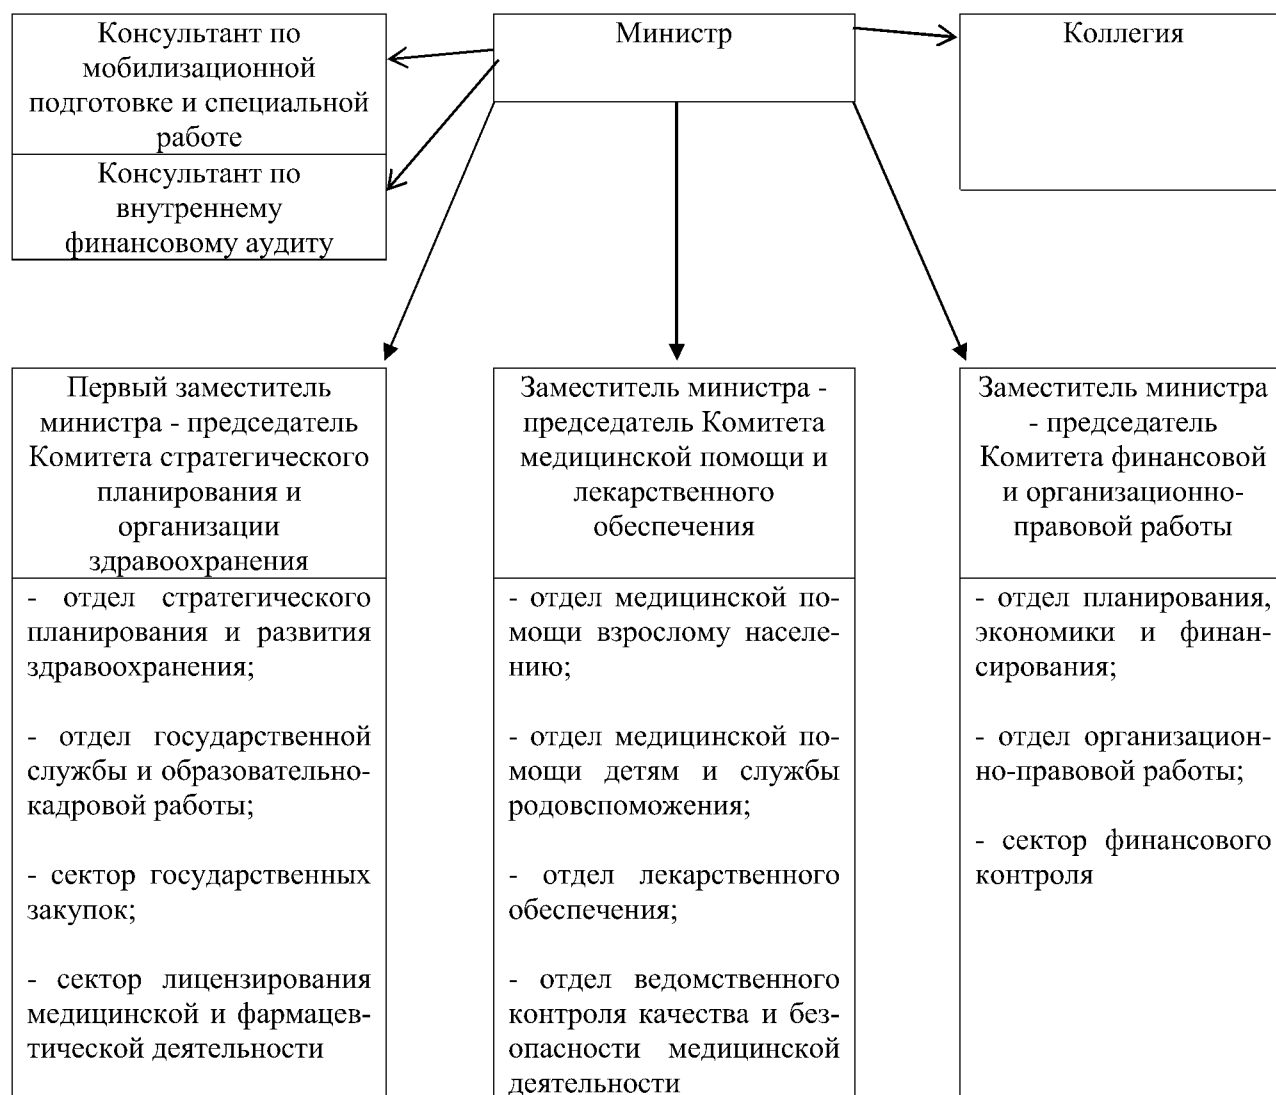 Консультант по
мобилизационной
подготовке и специальной
работе
Консультант по
внутреннему
финансовому аудиту
Министр
Коллегия
Первый заместитель
министра - председатель
Комитета стратегического
планирования и
организации
здравоохранения
- отдел стратегического
планирования и развития
здравоохранения;
- отдел государственной
службы и образовательно-
кадровой работы;
- сектор государственных
закупок;
- сектор лицензирования
медицинской и фармацев-
тической деятельности
Заместитель министра -
председатель Комитета
медицинской помощи и
лекарственного
обеспечения
- отдел медицинской по-
мощи взрослому населе-
нию;
- отдел медицинской по-
мощи детям и службы
родовспоможения;
- отдел лекарственного
обеспечения;
- отдел ведомственного
контроля качества и без-
опасности медицинской
деятельности
Заместитель министра
- председатель
Комитета финансовой
и организационно-
правовой работы
- отдел планирования,
экономики и финан-
сирования;
- отдел организацион-
но-правовой работы;
- сектор финансового
контроля